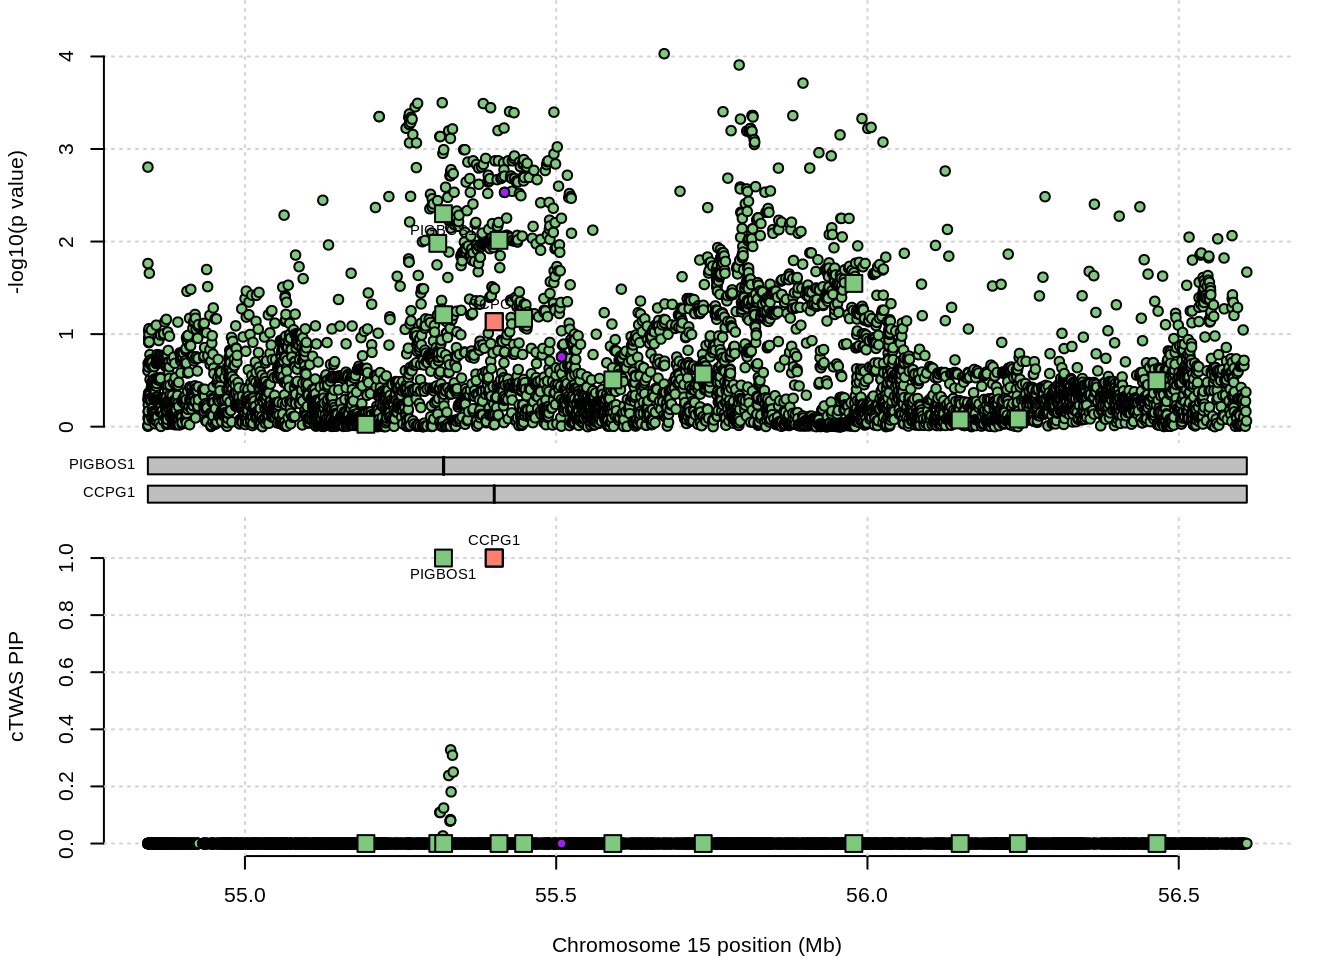 4
3
2
1
0
-log10(p value)
PIGBOS1
CCPG1
PIGBOS1
CCPG1
CCPG1
PIGBOS1
1.0
0.8
0.6
0.4
0.2
0.0
cTWAS PIP
55.0 55.5 56.0 56.5
Chromosome 15 position (Mb)